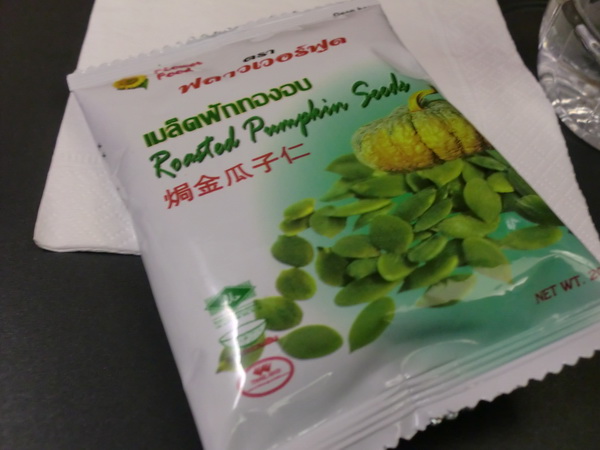 Food
ตรา
ฟลาวเวอร์ฟูด
เมล็ดฟักทองอบ
Roasted Pumpkin Seeds
焗金瓜子仁
NET WT.